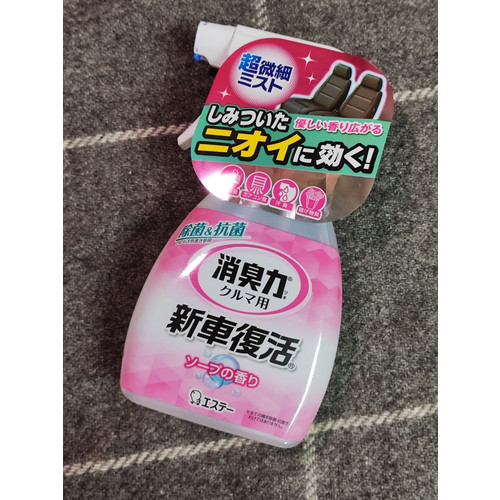 超微細
ミスト
しみついた
優しい香り広がる
ニオイに効く!
除菌&抗菌
消臭力®
クルマ用
新車復活®
ソープの香り
エステー